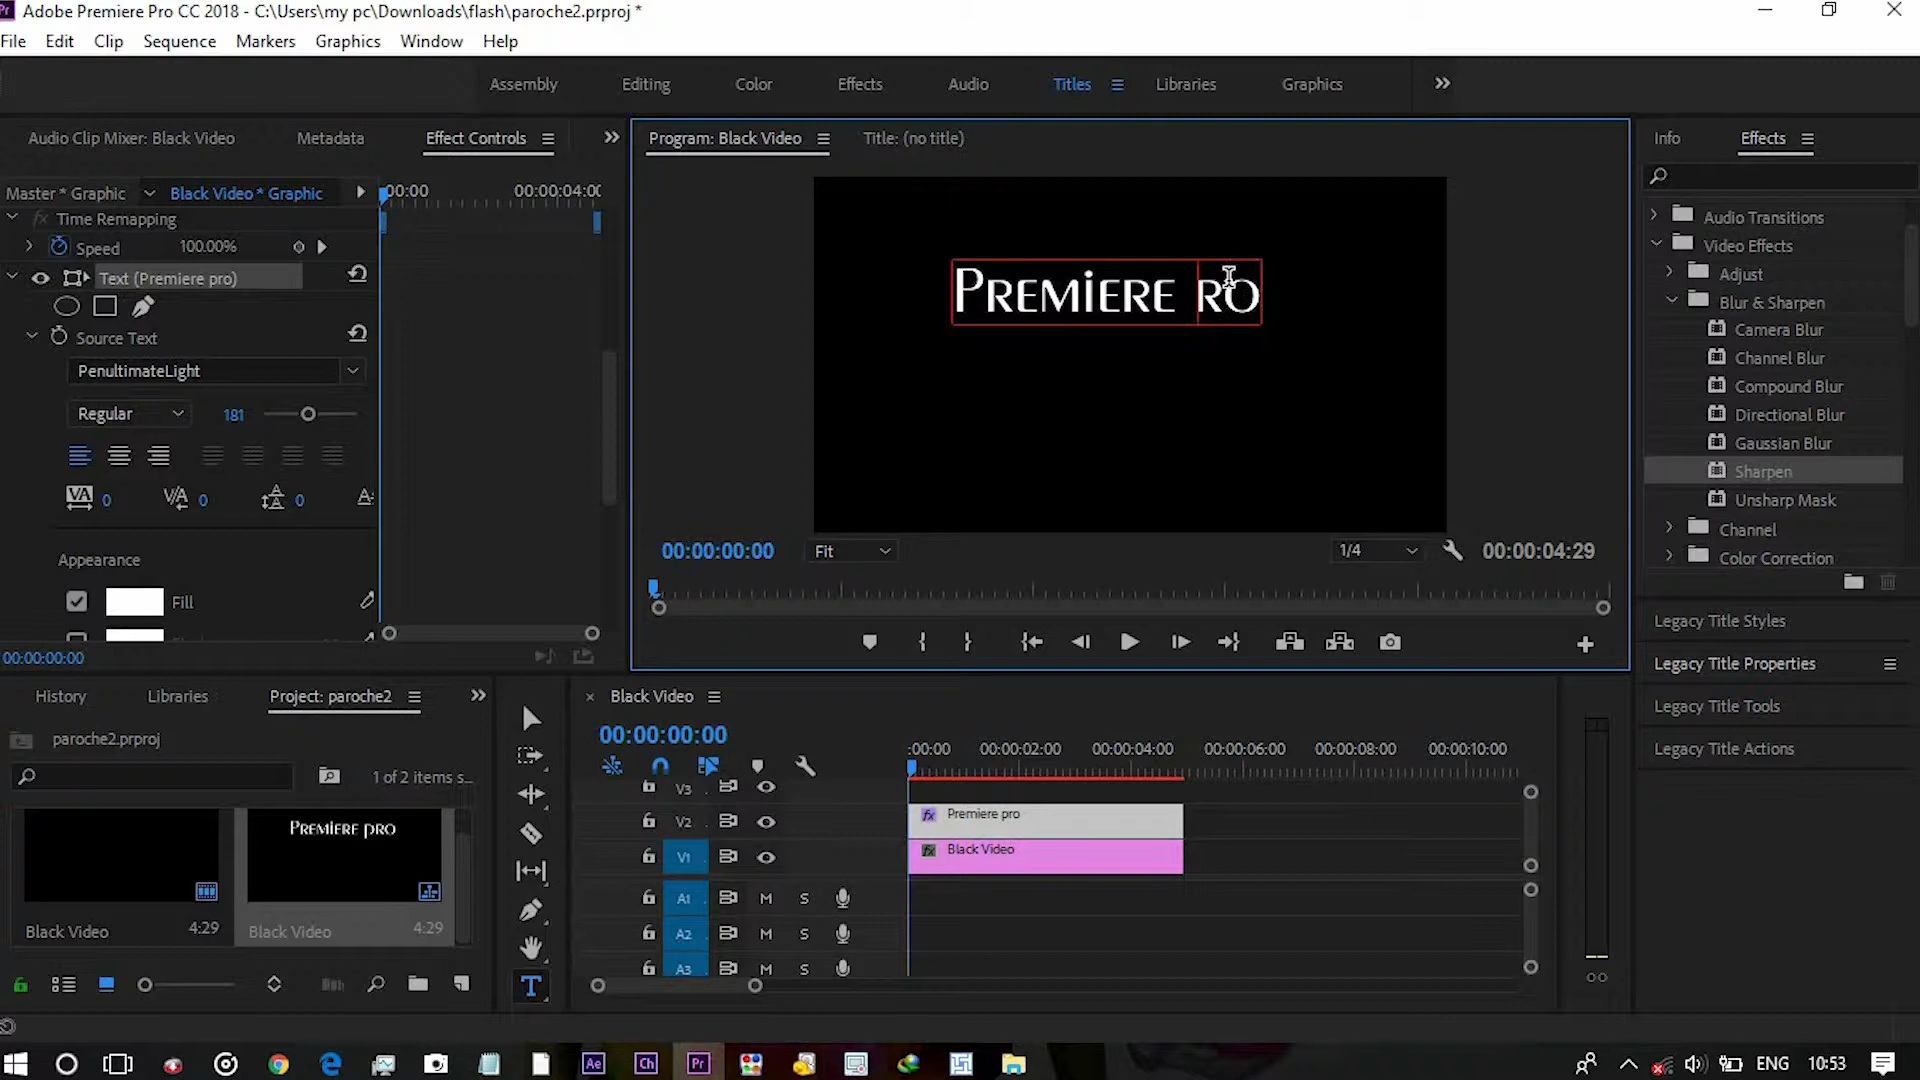 Adobe Premiere Pro CC 2018 - C:\Users\my pc\Downloads\flash\paroche2.prproj *
File Edit Clip Sequence Markers Graphics Window Help
Assembly Editing Color Effects Audio Titles Libraries Graphics
Audio Clip Mixer: Black Video Metadata Effect Controls
Master * Graphic Black Video * Graphic :00:00 00:00:04:00
Time Remapping
Speed 100.00%
Text (Premiere pro)
Source Text
PenultimateLight
Regular 181
0 0 0
Appearance
Fill
00:00:00:00
Program: Black Video Title: (no title)
Premiere ro
00:00:00:00 Fit 1/4 00:00:04:29
Info Effects
Audio Transitions
Video Effects
Adjust
Blur & Sharpen
Camera Blur
Channel Blur
Compound Blur
Directional Blur
Gaussian Blur
Sharpen
Unsharp Mask
Channel
Color Correction
Legacy Title Styles
Legacy Title Properties
Legacy Title Tools
Legacy Title Actions
History Libraries Project: paroche2
paroche2.prproj
1 of 2 items s...
Premiere pro
Black Video 4:29 Black Video 4:29
Black Video
00:00:00:00
:00:00 00:00:02:00 00:00:04:00 00:00:06:00 00:00:08:00 00:00:10:00
V3
V2 Premiere pro
V1 Black Video
A1 M S
A2 M S
A3 M S
Ae Ch Pr ENG 10:53